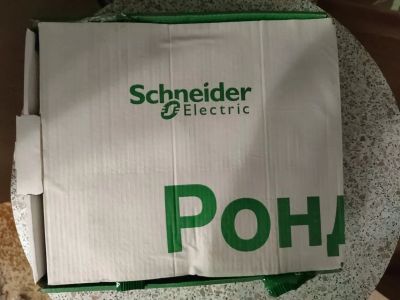 Schneider
Electric
Ронд